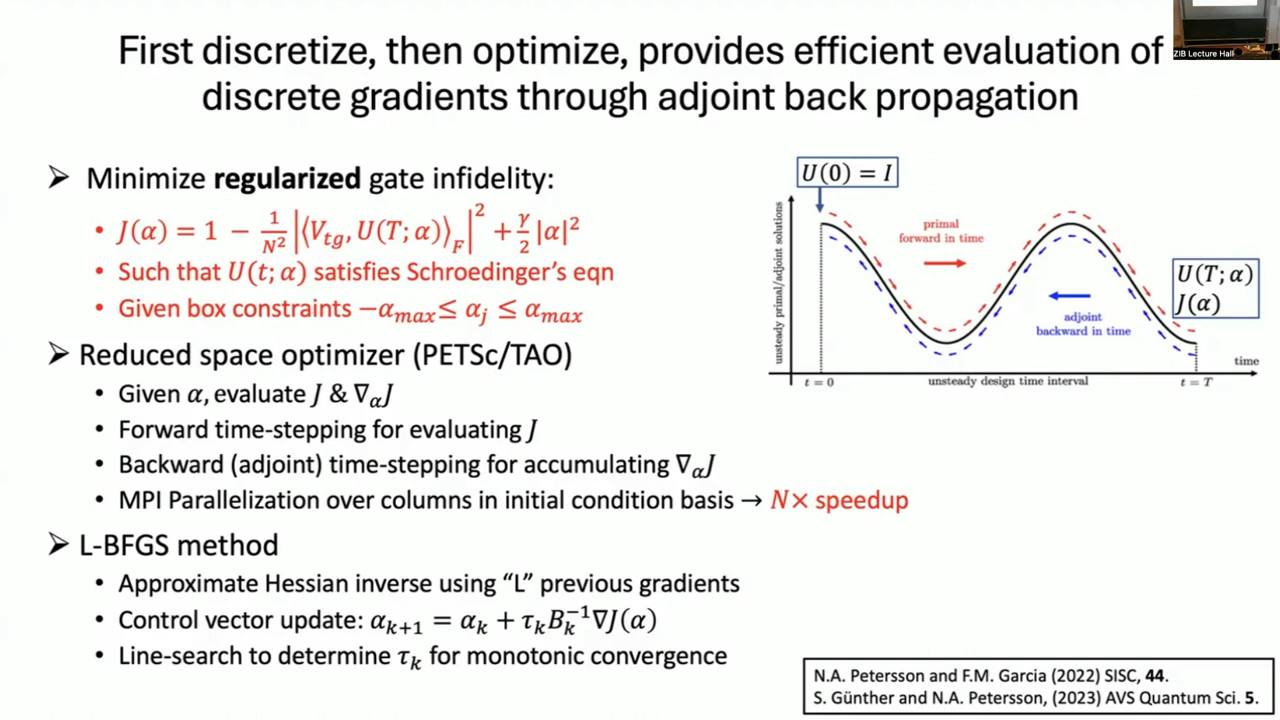 First discretize, then optimize, provides efficient evaluation of
discrete gradients through adjoint back propagation
ZIB Lecture Hall
➢ Minimize regularized gate infidelity:
• J(α) = 1 − 1/N² |⟨V_tg, U(T; α)⟩_F|² + γ/2 |α|²
• Such that U(t; α) satisfies Schroedinger's eqn
• Given box constraints −α_max ≤ α_j ≤ α_max
➢ Reduced space optimizer (PETSc/TAO)
• Given α, evaluate J & ∇_αJ
• Forward time-stepping for evaluating J
• Backward (adjoint) time-stepping for accumulating ∇_αJ
• MPI Parallelization over columns in initial condition basis → N× speedup
➢ L-BFGS method
• Approximate Hessian inverse using "L" previous gradients
• Control vector update: α_{k+1} = α_k + τ_k B_k^{-1} ∇J(α)
• Line-search to determine τ_k for monotonic convergence
U(0) = I
unsteady primal/adjoint solutions
primal
forward in time
adjoint
backward in time
U(T; α)
J(α)
time
t = 0
unsteady design time interval
t = T
N.A. Petersson and F.M. Garcia (2022) SISC, 44.
S. Günther and N.A. Petersson, (2023) AVS Quantum Sci. 5.